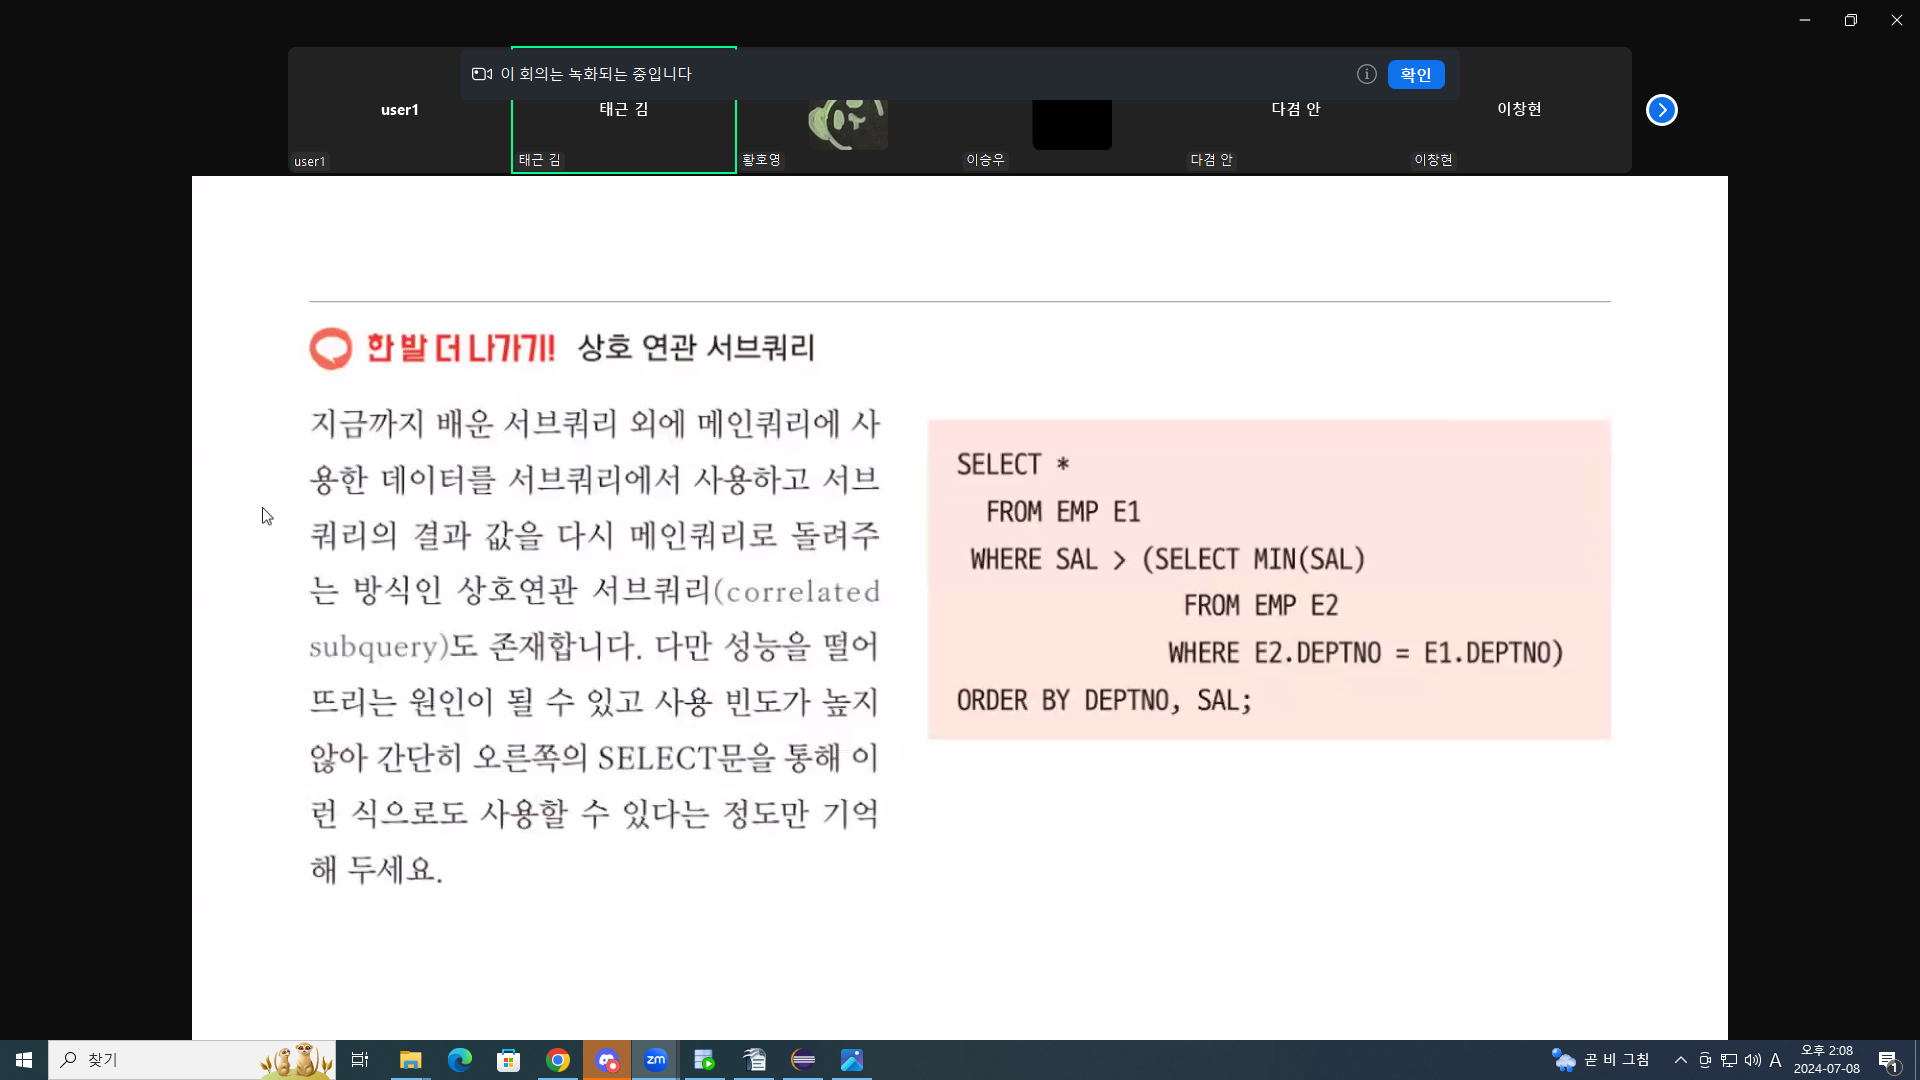 이 회의는 녹화되는 중입니다
확인
user1
태근 김
다겸 안
이창현
user1
태근 김
황호영
이승우
다겸 안
이창현
한 발 더 나가기! 상호 연관 서브쿼리
지금까지 배운 서브쿼리 외에 메인쿼리에 사
용한 데이터를 서브쿼리에서 사용하고 서브
쿼리의 결과 값을 다시 메인쿼리로 돌려주
는 방식인 상호연관 서브쿼리(correlated
subquery)도 존재합니다. 다만 성능을 떨어
뜨리는 원인이 될 수 있고 사용 빈도가 높지
않아 간단히 오른쪽의 SELECT문을 통해 이
런 식으로도 사용할 수 있다는 정도만 기억
해 두세요.
SELECT *
FROM EMP E1
WHERE SAL > (SELECT MIN(SAL)
FROM EMP E2
WHERE E2.DEPTNO = E1.DEPTNO)
ORDER BY DEPTNO, SAL;
찾기
zm
곧 비 그침
A
오후 2:08
2024-07-08
1